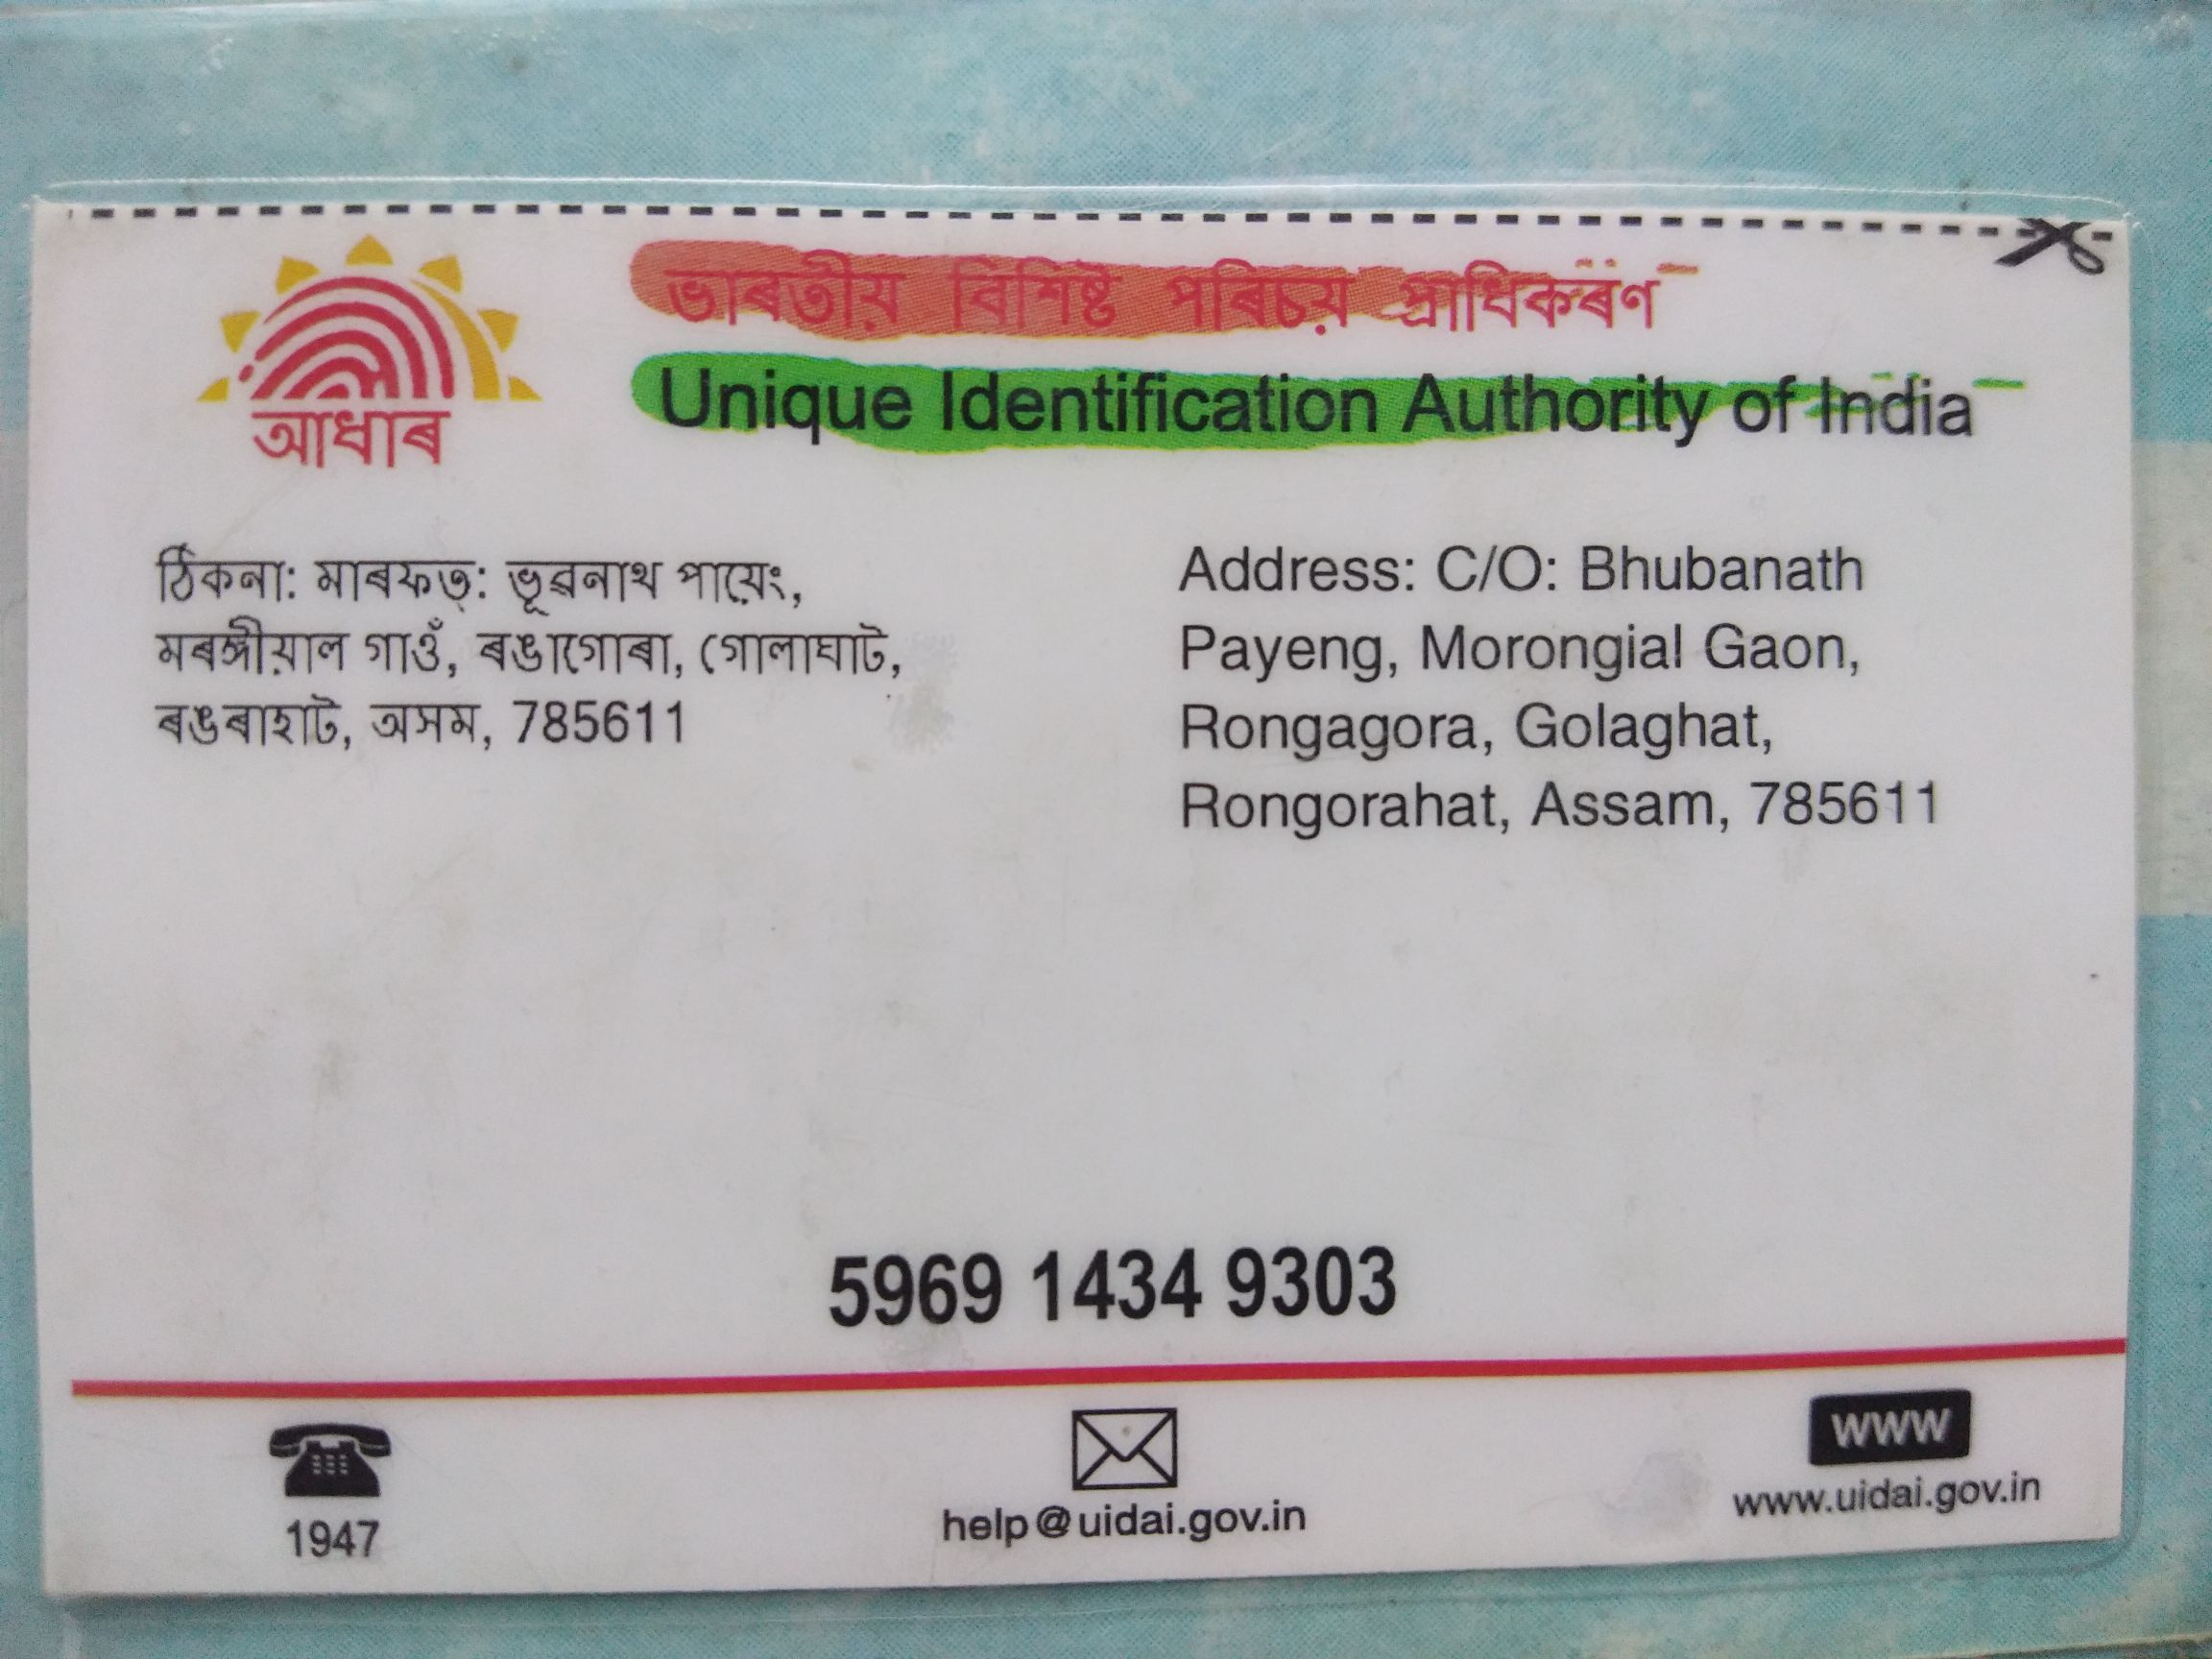 ভাৰতীয় বিশিষ্ট পৰিচয় প্ৰাধিকৰণ
Unique Identification Authority of India
আধাৰ
ঠিকনা: মাৰফত্: ভূৱনাথ পায়েং,
মৰঙ্গীয়াল গাওঁ, ৰঙাগোৰা, গোলাঘাট,
ৰঙৰাহাট, অসম, 785611
Address: C/O: Bhubanath
Payeng, Morongial Gaon,
Rongagora, Golaghat,
Rongorahat, Assam, 785611
5969 1434 9303
1947
help@uidai.gov.in
www
www.uidai.gov.in